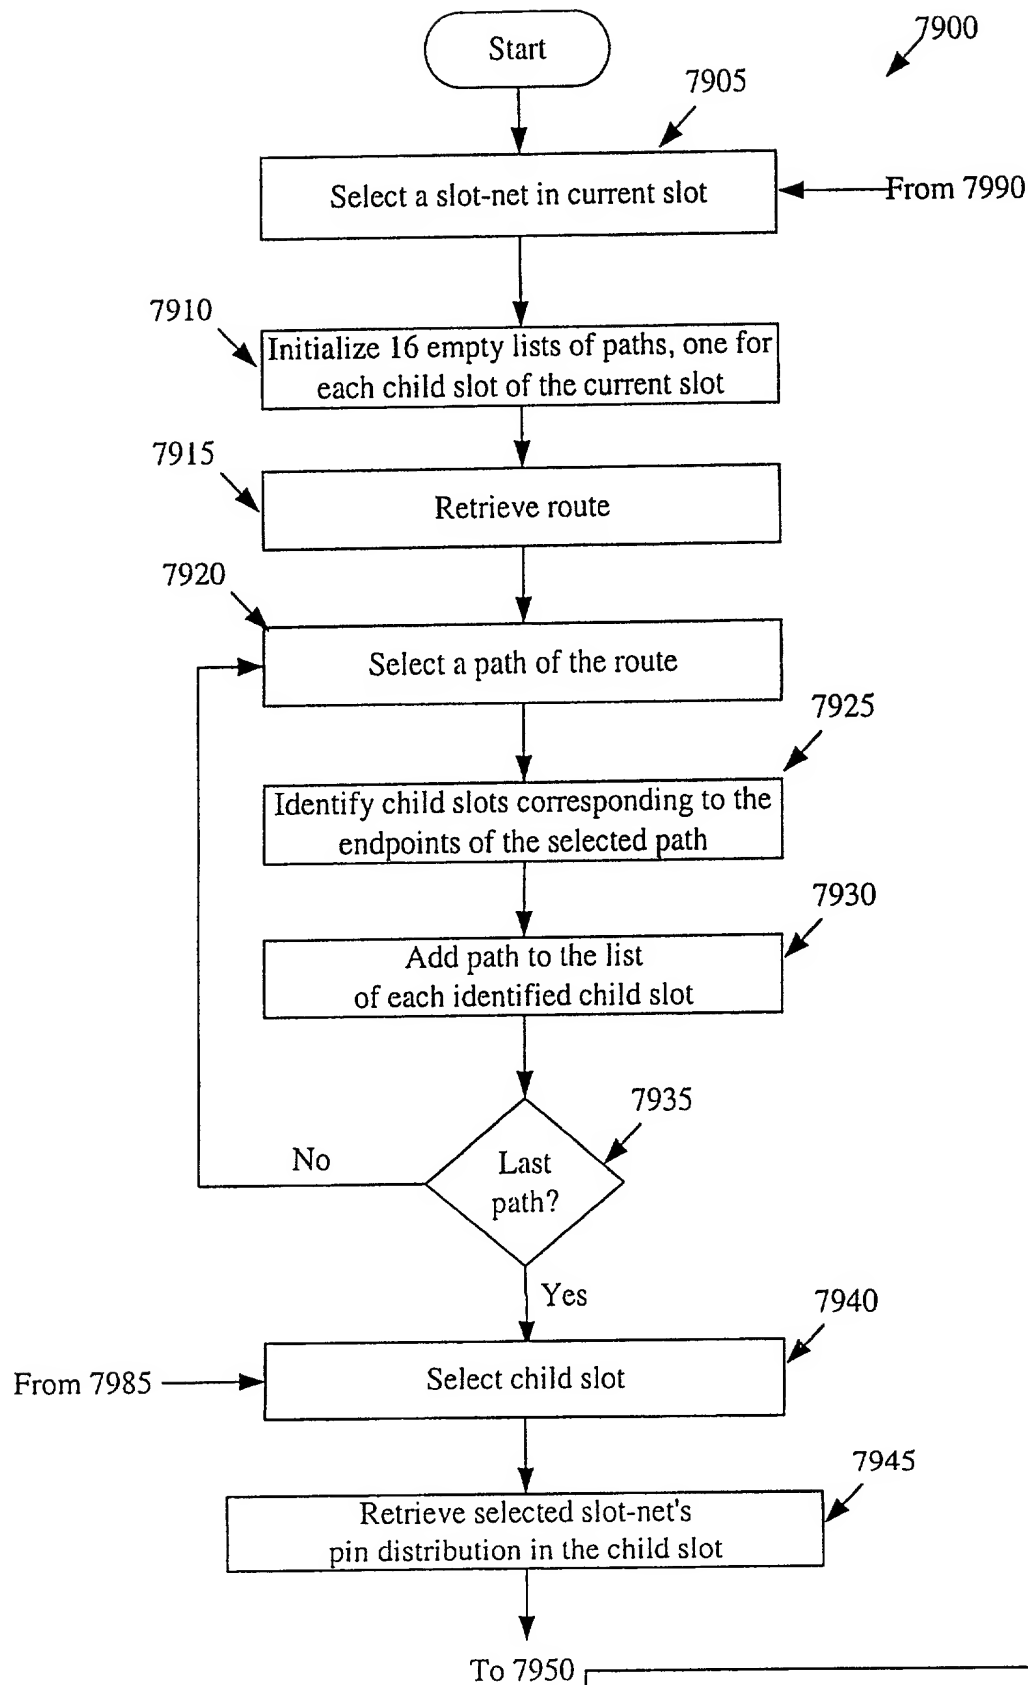 Start
7900
7905
Select a slot-net in current slot
From 7990
7910
Initialize 16 empty lists of paths, one for
each child slot of the current slot
7915
Retrieve route
7920
Select a path of the route
7925
Identify child slots corresponding to the
endpoints of the selected path
7930
Add path to the list
of each identified child slot
7935
Last
path?
No
Yes
7940
From 7985
Select child slot
7945
Retrieve selected slot-net's
pin distribution in the child slot
To 7950